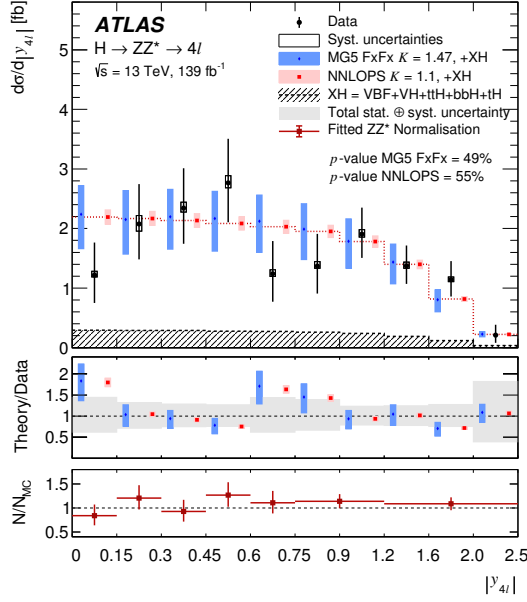 ATLAS
H → ZZ* → 4l
√s = 13 TeV, 139 fb⁻¹
Data
Syst. uncertainties
MG5 FxFx K = 1.47, +XH
NNLOPS K = 1.1, +XH
XH = VBF+VH+ttH+bbH+tH
Total stat. ⊕ syst. uncertainty
Fitted ZZ* Normalisation
p-value MG5 FxFx = 49%
p-value NNLOPS = 55%
dσ/d|y4l| [fb]
5
4
3
2
1
0
Theory/Data
2
1.5
1
0.5
N/NMC
1.5
1
0.5
0 0.15 0.3 0.45 0.6 0.75 0.9 1.2 1.6 2.0 2.5
|y4l|